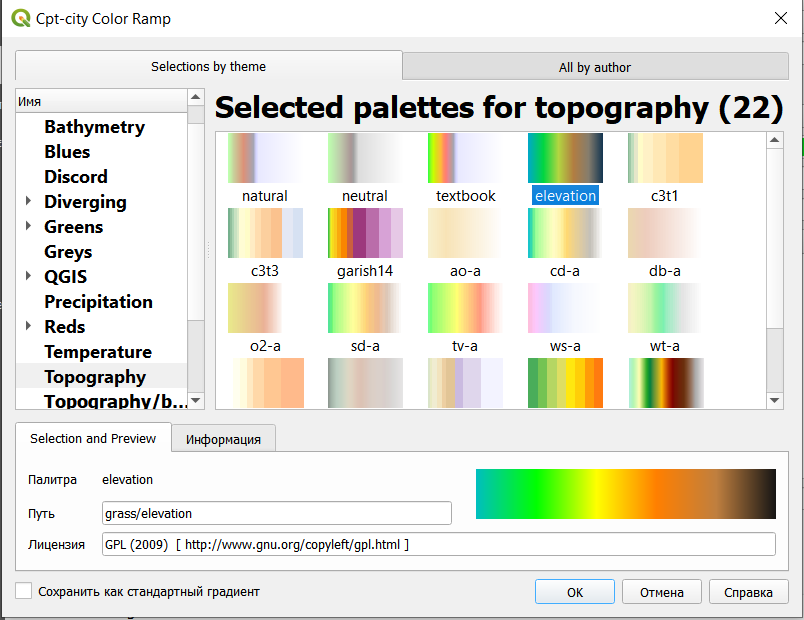 Cpt-city Color Ramp
Selections by theme
All by author
Имя
Bathymetry
Blues
Discord
Diverging
Greens
Greys
QGIS
Precipitation
Reds
Temperature
Topography
Topography/b...
Selected palettes for topography (22)
natural neutral textbook elevation c3t1
c3t3 garish14 ao-a cd-a db-a
o2-a sd-a tv-a ws-a wt-a
Selection and Preview
Информация
Палитра elevation
Путь grass/elevation
Лицензия GPL (2009) [ http://www.gnu.org/copyleft/gpl.html ]
Сохранить как стандартный градиент
OK
Отмена
Справка